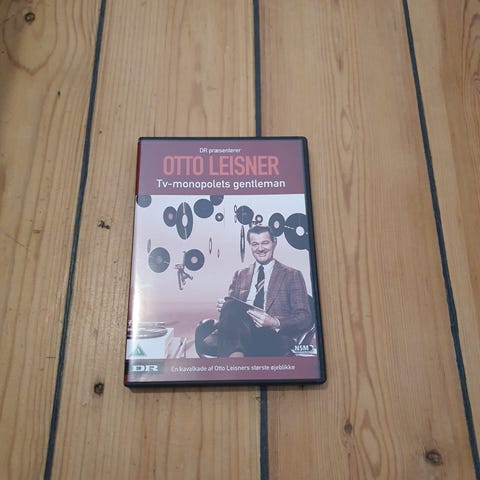 DR præsenterer
OTTO LEISNER
Tv-monopolets gentleman
NSM
DR
En kavalkade af Otto Leisners største øjeblikke